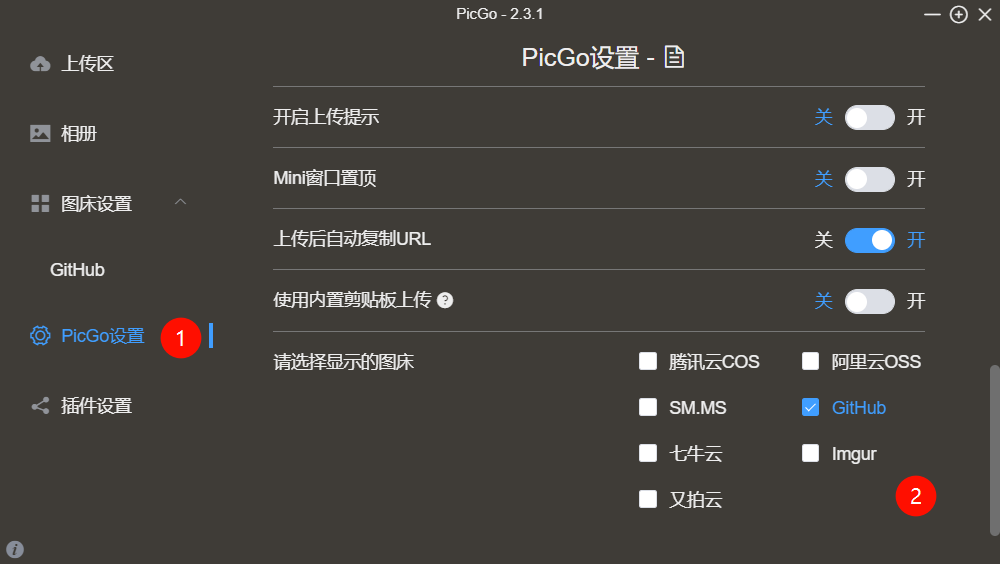 PicGo - 2.3.1
上传区
相册
图床设置
GitHub
PicGo设置
1
插件设置
PicGo设置 -
开启上传提示 关 开
Mini窗口置顶 关 开
上传后自动复制URL 关 开
使用内置剪贴板上传 ? 关 开
请选择显示的图床 腾讯云COS 阿里云OSS
SM.MS GitHub
七牛云 Imgur
又拍云
2
i